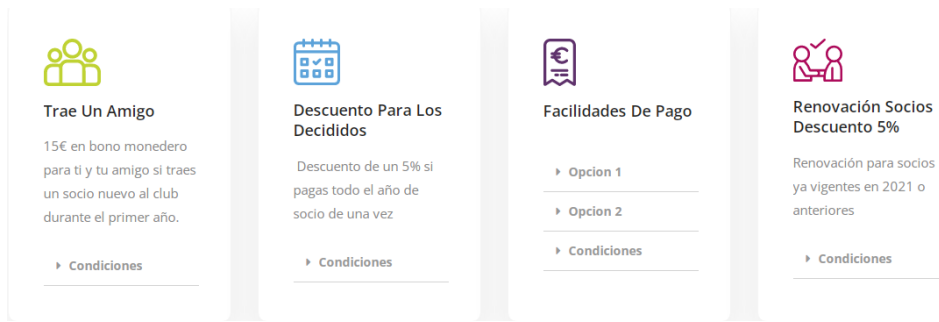 Trae Un Amigo
15€ en bono monedero
para ti y tu amigo si traes
un socio nuevo al club
durante el primer año.
Condiciones
Descuento Para Los
Decididos
Descuento de un 5% si
pagas todo el año de
socio de una vez
Condiciones
Facilidades De Pago
Opcion 1
Opcion 2
Condiciones
Renovación Socios
Descuento 5%
Renovación para socios
ya vigentes en 2021 o
anteriores
Condiciones